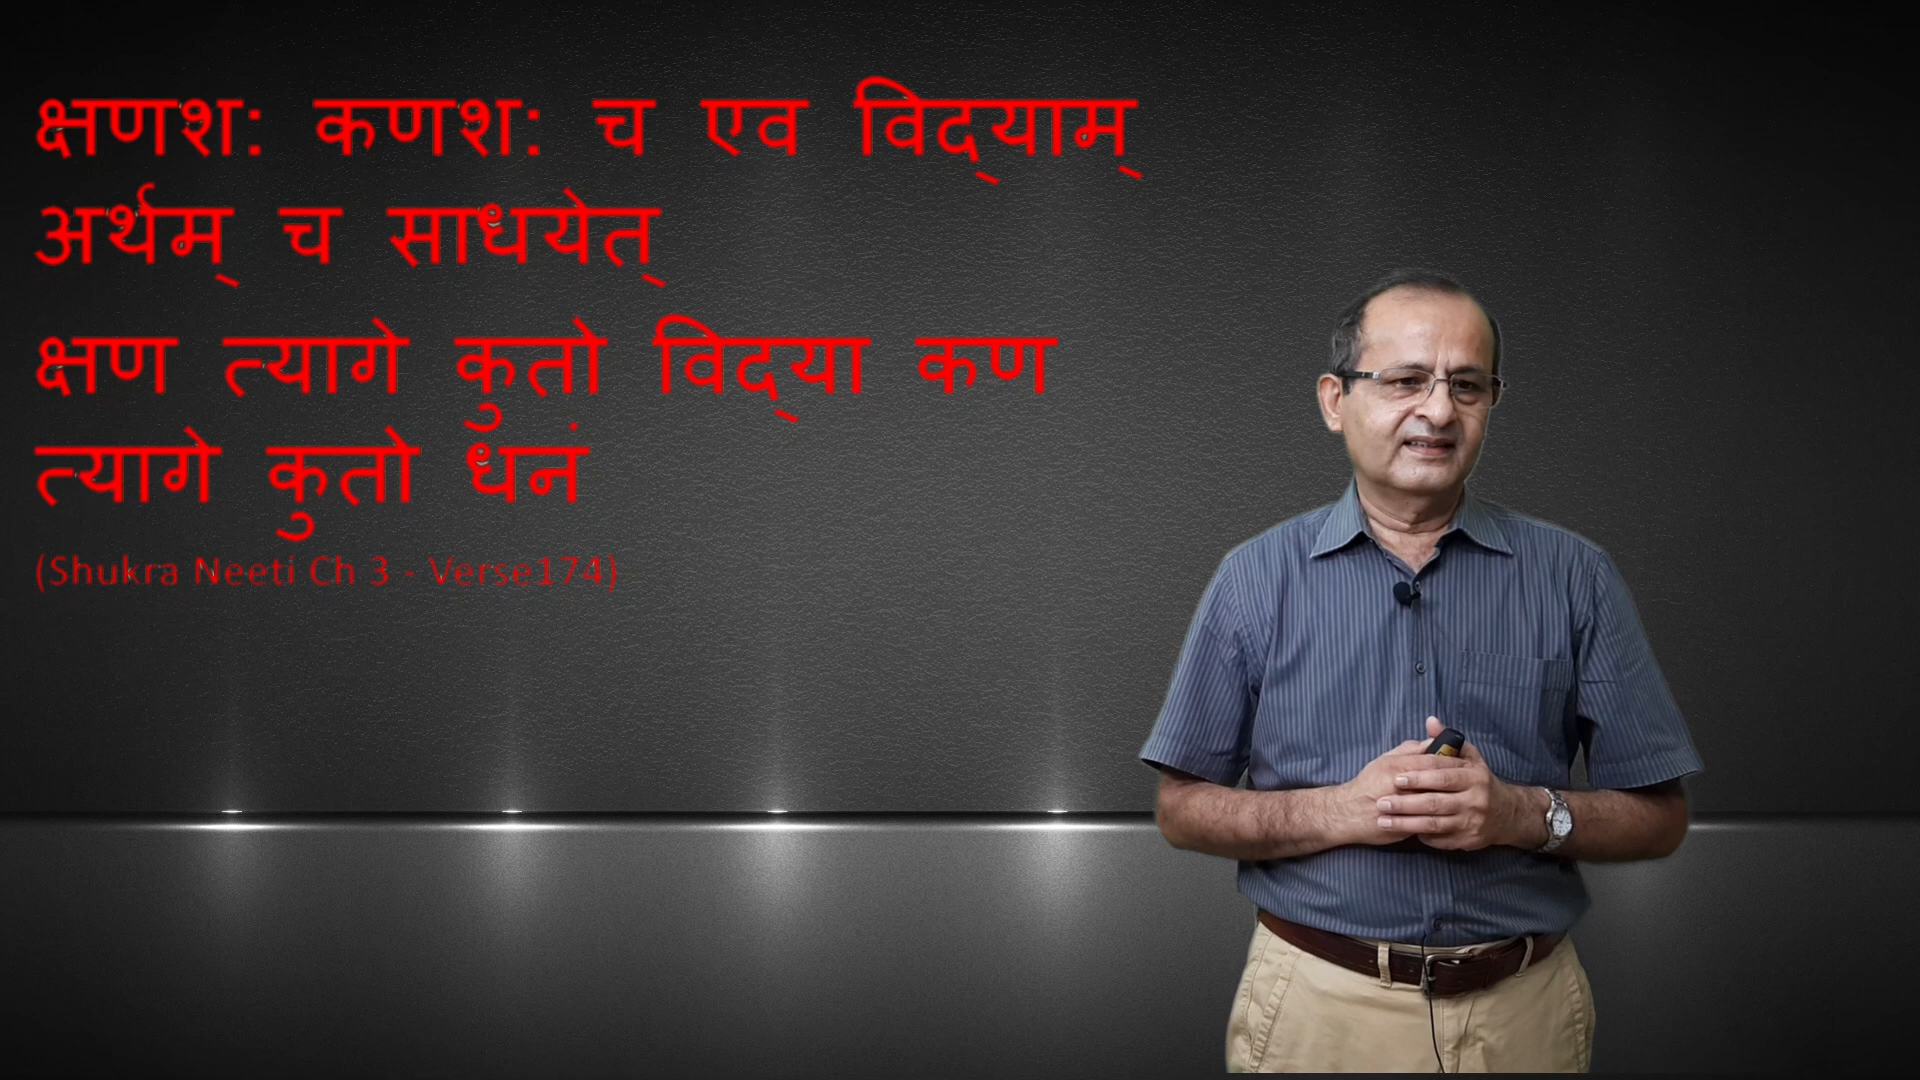 क्षणश: कणश: च एव विद्‌याम्
अर्थम् च साधयेत्
क्षण त्यागे कुतो विद्‌या कण
त्यागे कुतो धनं
(Shukra Neeti Ch 3 - Verse174)